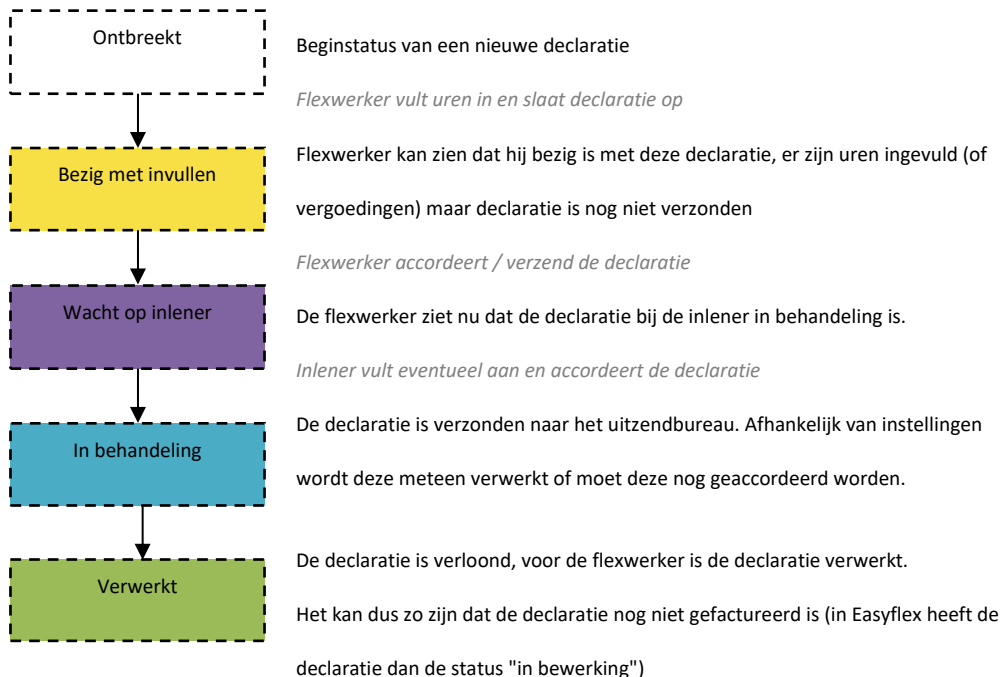 Ontbreekt
Beginstatus van een nieuwe declaratie
Flexwerker vult uren in en slaat declaratie op
Bezig met invullen
Flexwerker kan zien dat hij bezig is met deze declaratie, er zijn uren ingevuld (of
vergoedingen) maar declaratie is nog niet verzonden
Flexwerker accordeert / verzend de declaratie
Wacht op inlener
De flexwerker ziet nu dat de declaratie bij de inlener in behandeling is.
Inlener vult eventueel aan en accordeert de declaratie
In behandeling
De declaratie is verzonden naar het uitzendbureau. Afhankelijk van instellingen
wordt deze meteen verwerkt of moet deze nog geaccordeerd worden.
Verwerkt
De declaratie is verloond, voor de flexwerker is de declaratie verwerkt.
Het kan dus zo zijn dat de declaratie nog niet gefactureerd is (in Easyflex heeft de
declaratie dan de status "in bewerking")